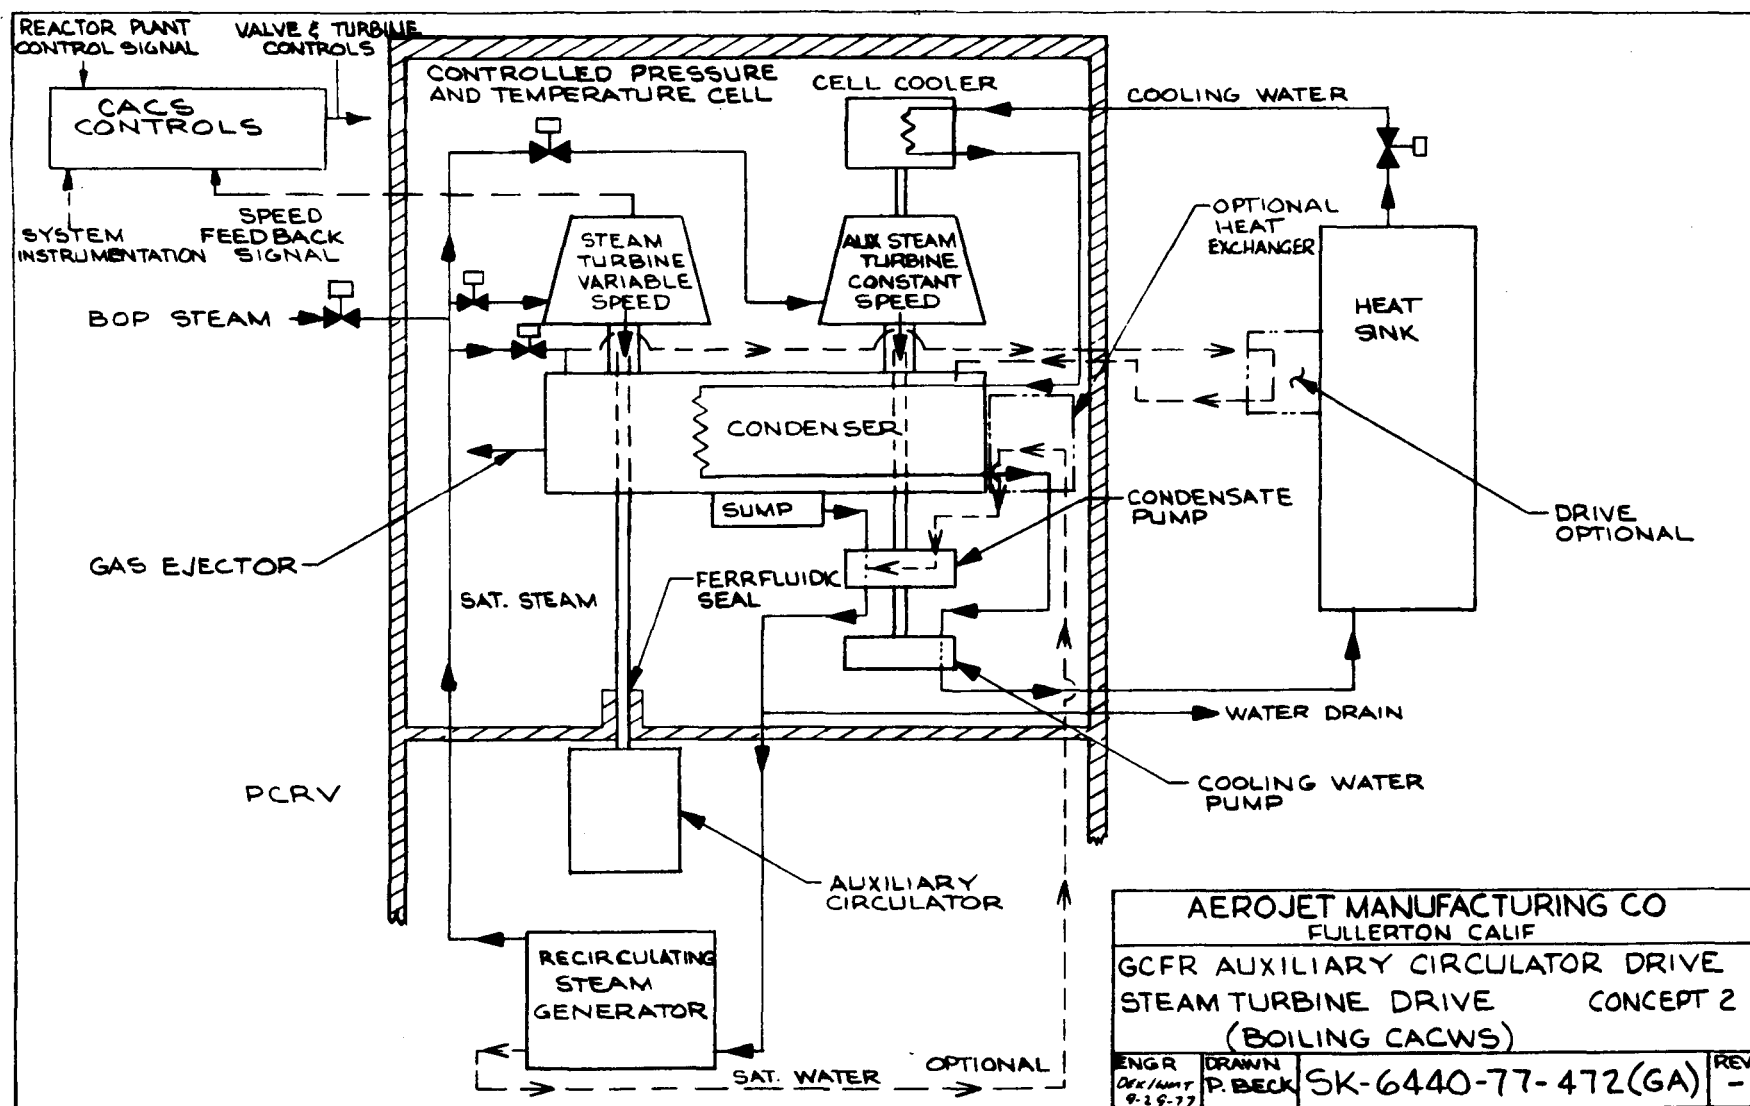 REACTOR PLANT
CONTROL SIGNAL
VALVE & TURBINE
CONTROLS
CACS
CONTROLS
SYSTEM
INSTRUMENTATION
SPEED
FEEDBACK
SIGNAL
BOP STEAM
CONTROLLED PRESSURE
AND TEMPERATURE CELL
CELL COOLER
COOLING WATER
STEAM
TURBINE
VARIABLE
SPEED
AUX STEAM
TURBINE
CONSTANT
SPEED
OPTIONAL
HEAT
EXCHANGER
HEAT
SINK
CONDENSER
SUMP
CONDENSATE
PUMP
DRIVE
OPTIONAL
GAS EJECTOR
SAT. STEAM
FERRFLUIDIC
SEAL
WATER DRAIN
PCRV
COOLING WATER
PUMP
AUXILIARY
CIRCULATOR
RECIRCULATING
STEAM
GENERATOR
SAT. WATER
OPTIONAL
AEROJET MANUFACTURING CO
FULLERTON CALIF
GCFR AUXILIARY CIRCULATOR DRIVE
STEAM TURBINE DRIVE CONCEPT 2
(BOILING CACWS)
ENGR
DRAWN
P. BECK
SK-6440-77-472(GA)
REV
-